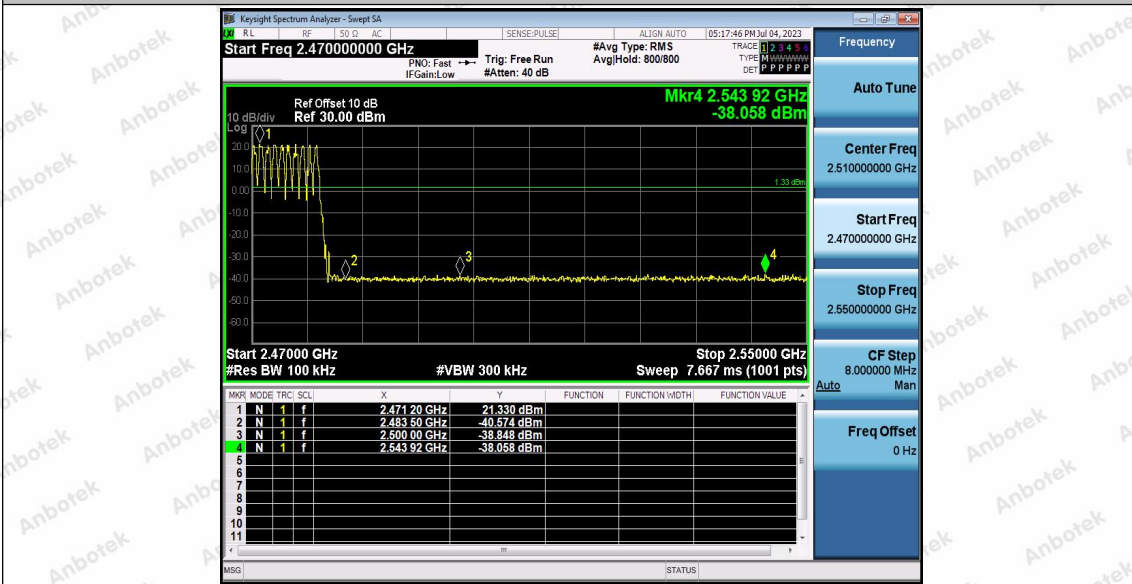 Keysight Spectrum Analyzer - Swept SA
LXI RL RF 50 Ω AC SENSE:PULSE ALIGN AUTO 05:17:46 PM Jul 04, 2023
Start Freq 2.470000000 GHz
PNO: Fast
IFGain:Low
Trig: Free Run
#Atten: 40 dB
#Avg Type: RMS
Avg|Hold: 800/800
TRACE 1 2 3 4 5 6
TYPE M W W W W W
DET P P P P P P
Mkr4 2.543 92 GHz
-38.058 dBm
Ref Offset 10 dB
10 dB/div Ref 30.00 dBm
Log
20.0
10.0
0.00
-10.0
-20.0
-30.0
-40.0
-50.0
-60.0
1
2
3
4
1.33 dBm
Start 2.47000 GHz Stop 2.55000 GHz
#Res BW 100 kHz #VBW 300 kHz Sweep 7.667 ms (1001 pts)
MKR MODE TRC SCL X Y FUNCTION FUNCTION WIDTH FUNCTION VALUE
1 N 1 f 2.471 20 GHz 21.330 dBm
2 N 1 f 2.483 50 GHz -40.574 dBm
3 N 1 f 2.500 00 GHz -38.848 dBm
4 N 1 f 2.543 92 GHz -38.058 dBm
5
6
7
8
9
10
11
MSG STATUS
Frequency
Auto Tune
Center Freq
2.510000000 GHz
Start Freq
2.470000000 GHz
Stop Freq
2.550000000 GHz
CF Step
8.000000 MHz
Auto Man
Freq Offset
0 Hz
Anbotek